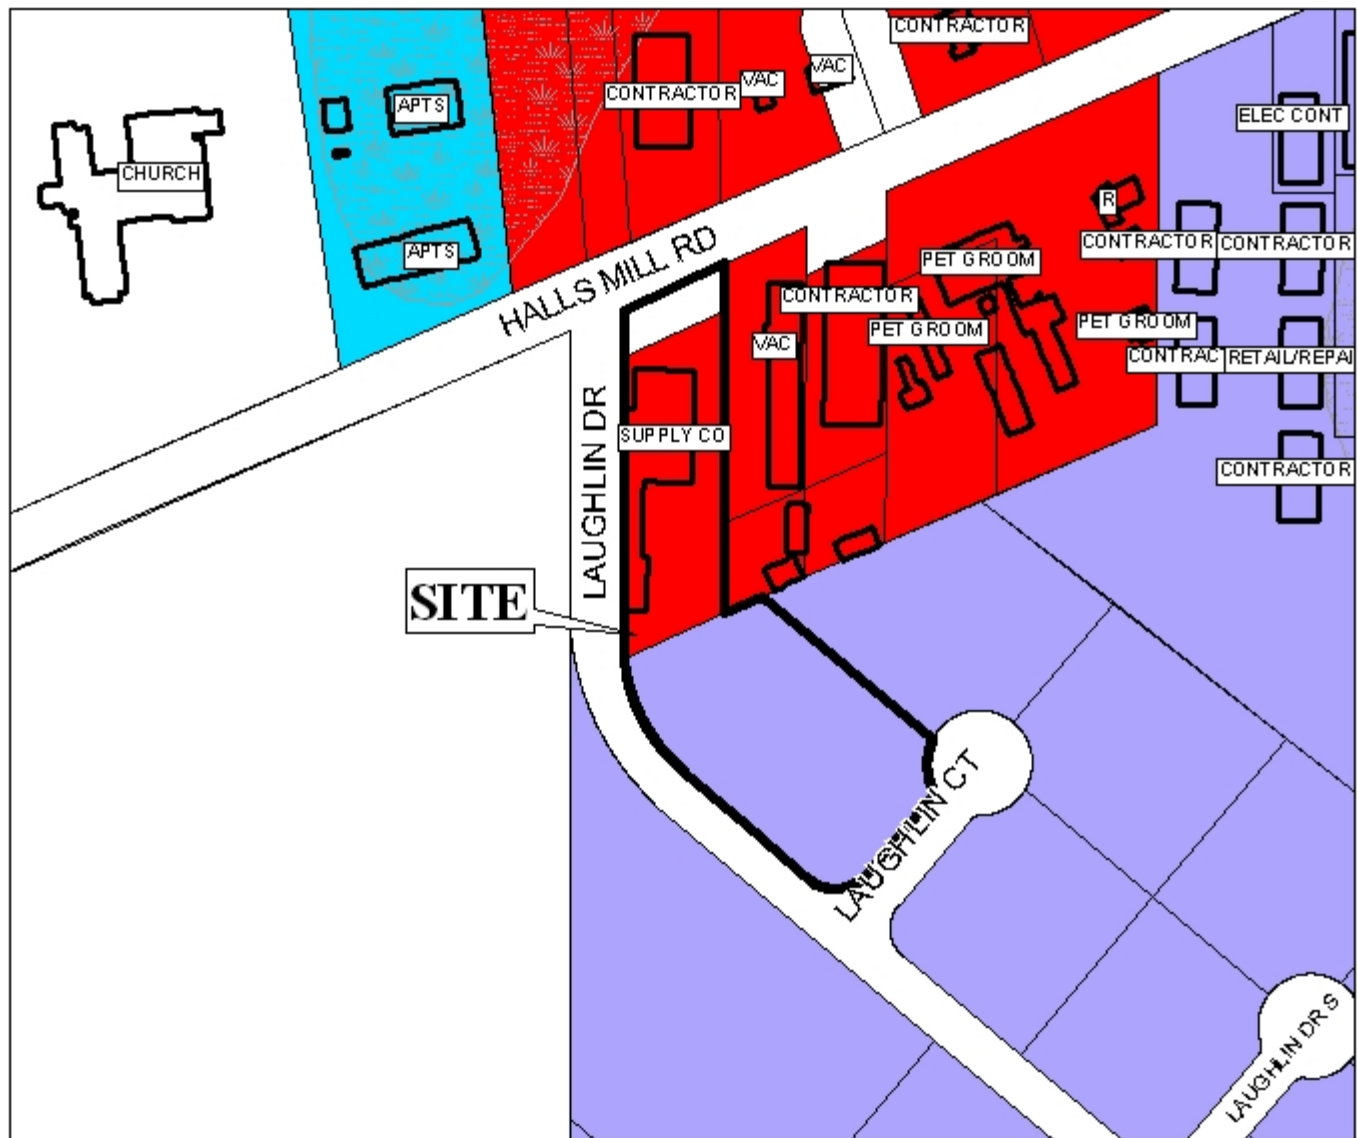 CONTRACTOR
VAC
VAC
CONTRACTOR
APTS
ELEC CONT
CHURCH
R
APTS
HALLS MILL RD
PET GROOM
CONTRACTOR
CONTRACTOR
CONTRACTOR
PET GROOM
PET GROOM
VAC
CONTRAC
RETAIL/REPAI
SUPPLY CO
LAUGHLIN DR
CONTRACTOR
SITE
LAUGHLIN CT
LAUGHLIN DR S